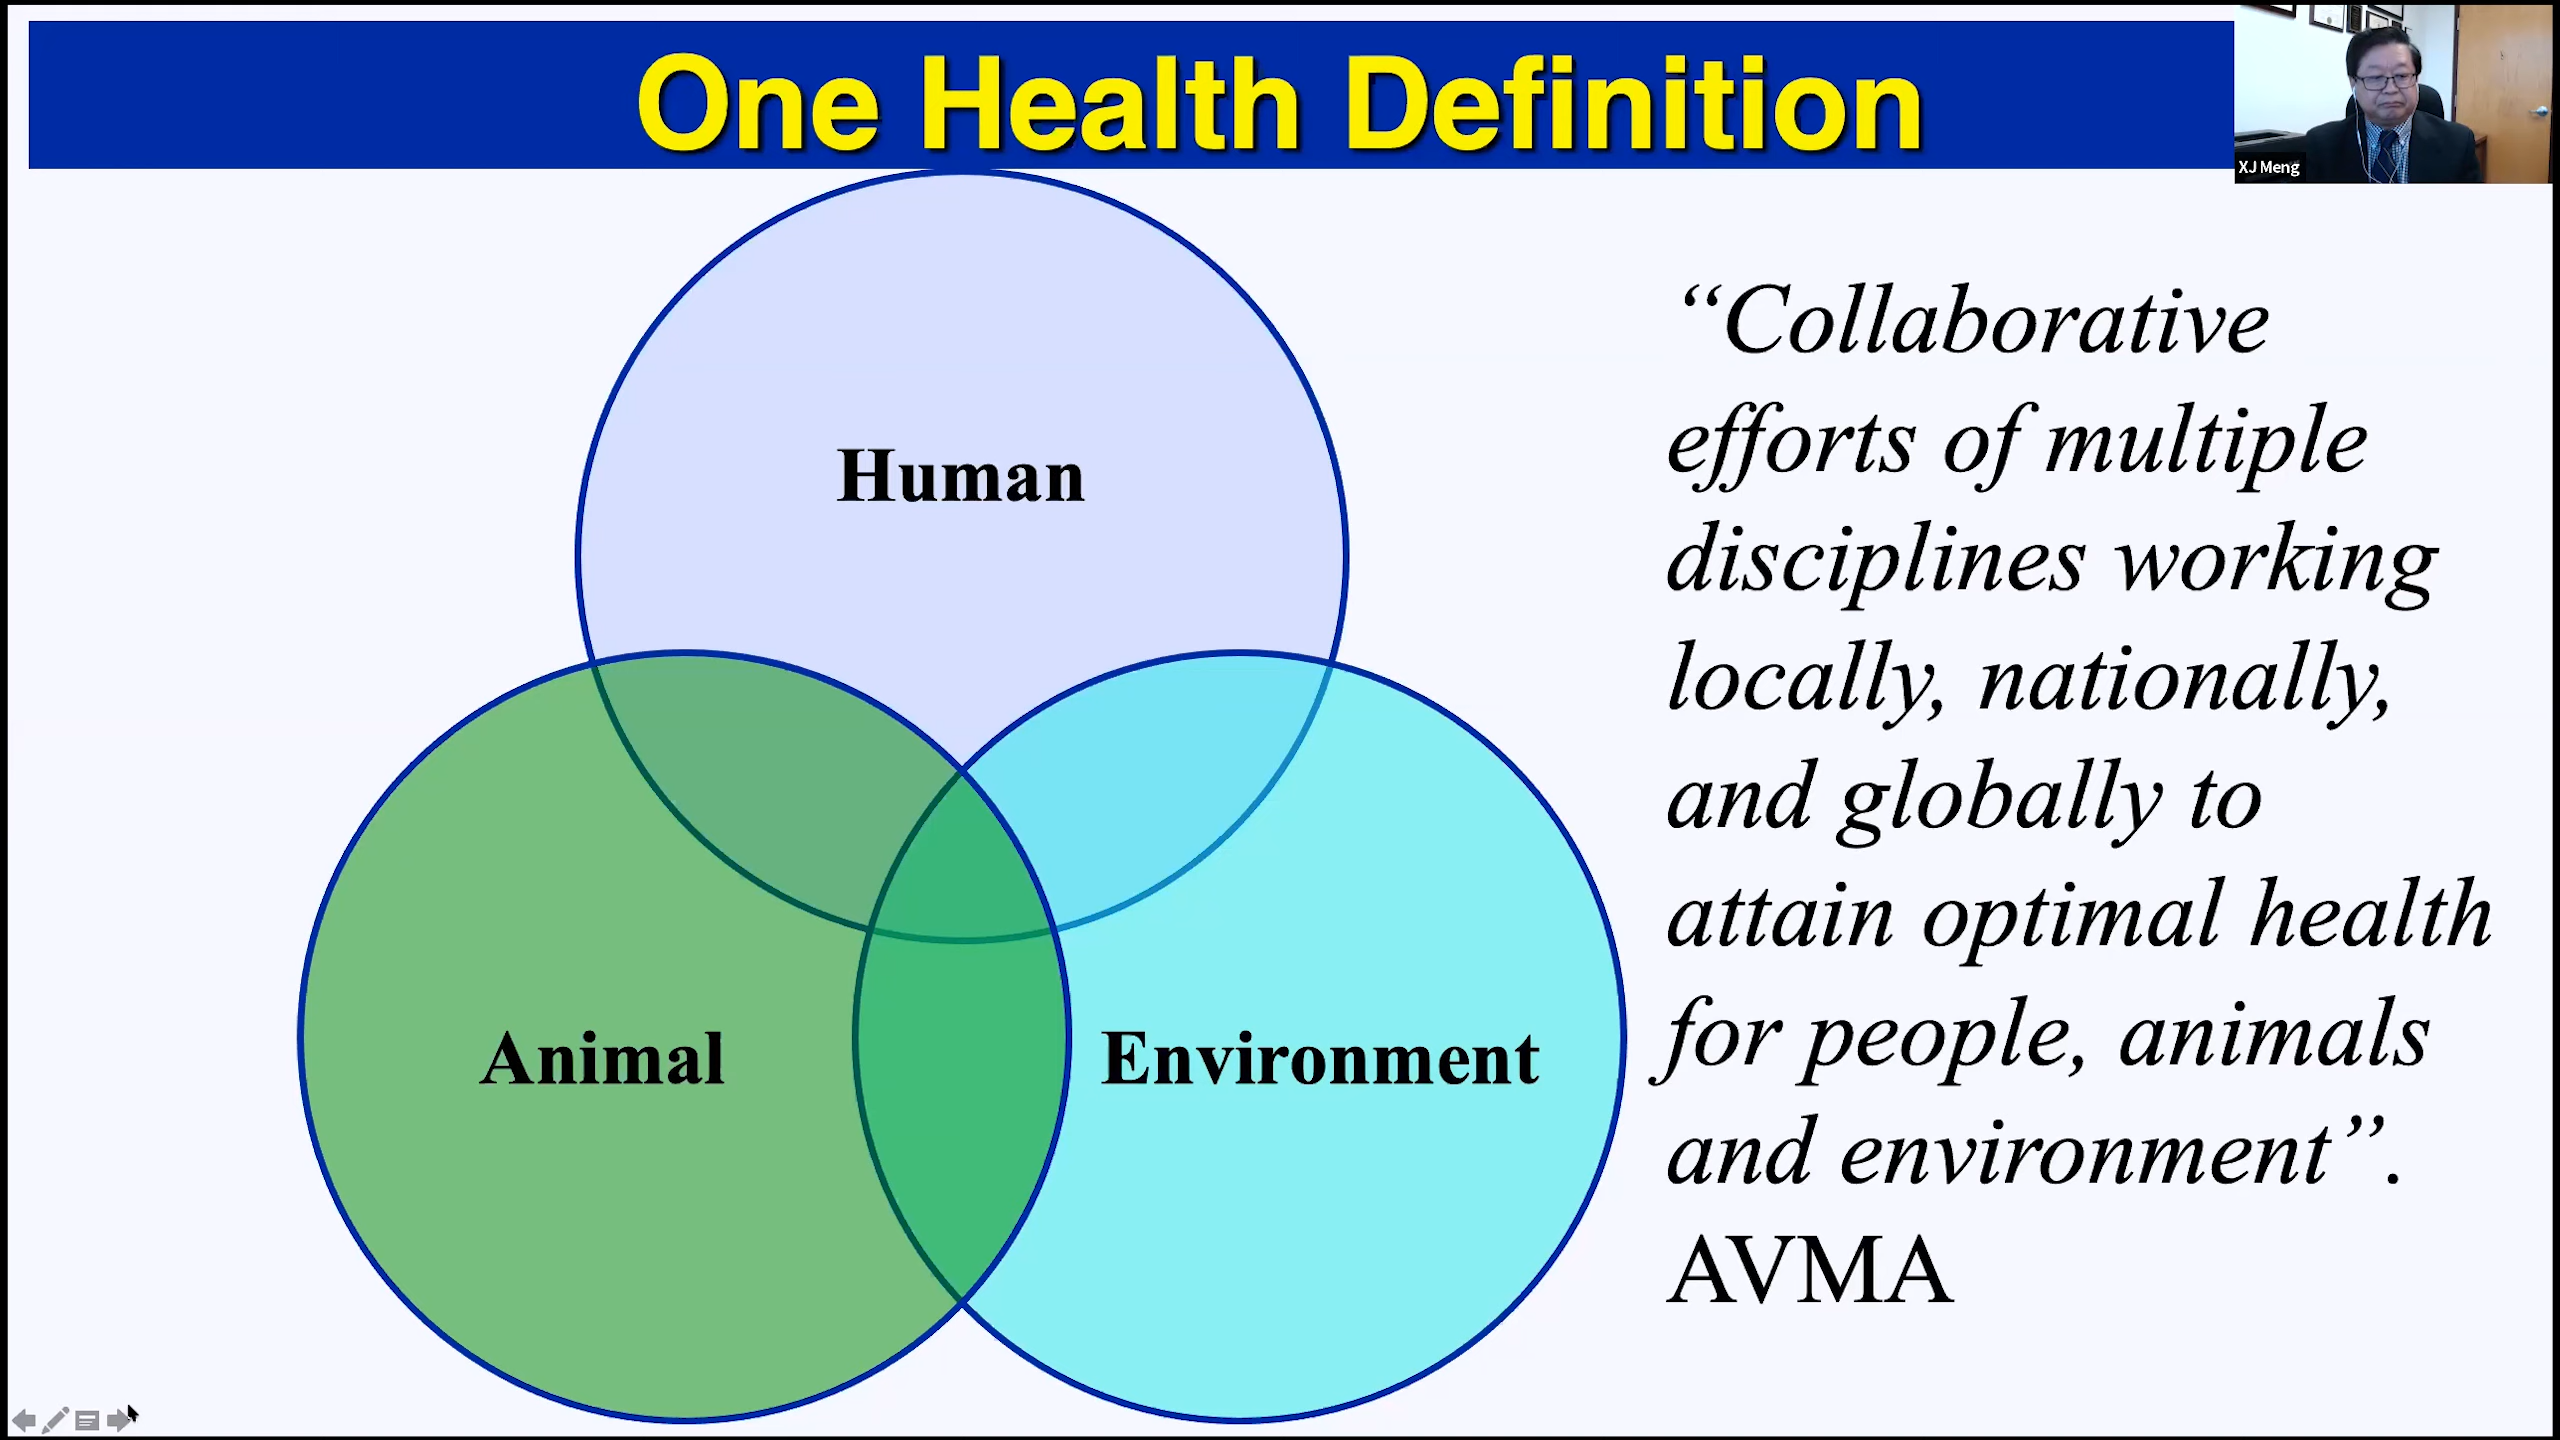 One Health Definition
XJ Meng
Human
Animal
Environment
“Collaborative
efforts of multiple
disciplines working
locally, nationally,
and globally to
attain optimal health
for people, animals
and environment”.
AVMA